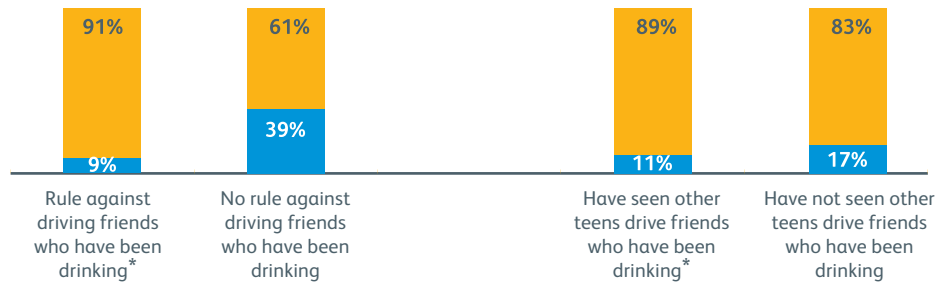 91%
61%
89%
83%
9%
39%
11%
17%
Rule against
driving friends
who have been
drinking*
No rule against
driving friends
who have been
drinking
Have seen other
teens drive friends
who have been
drinking*
Have not seen other
teens drive friends
who have been
drinking